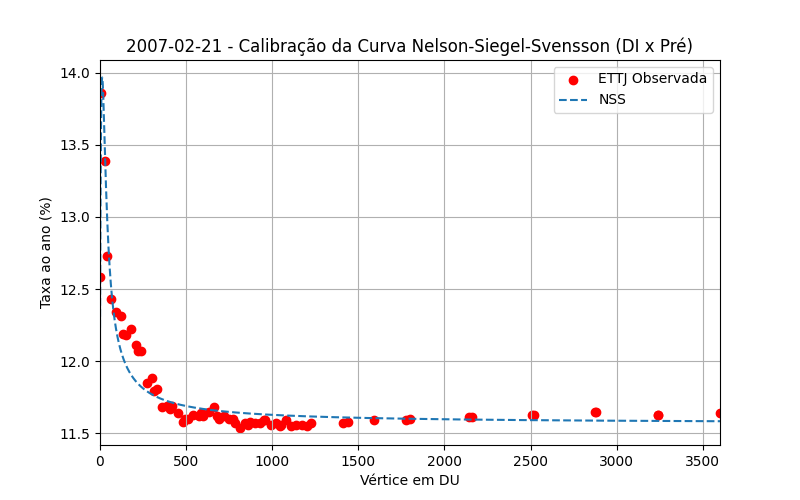 2007-02-21 - Calibração da Curva Nelson-Siegel-Svensson (DI x Pré)
ETTJ Observada
NSS
Taxa ao ano (%)
14.0
13.5
13.0
12.5
12.0
11.5
0 500 1000 1500 2000 2500 3000 3500
Vértice em DU